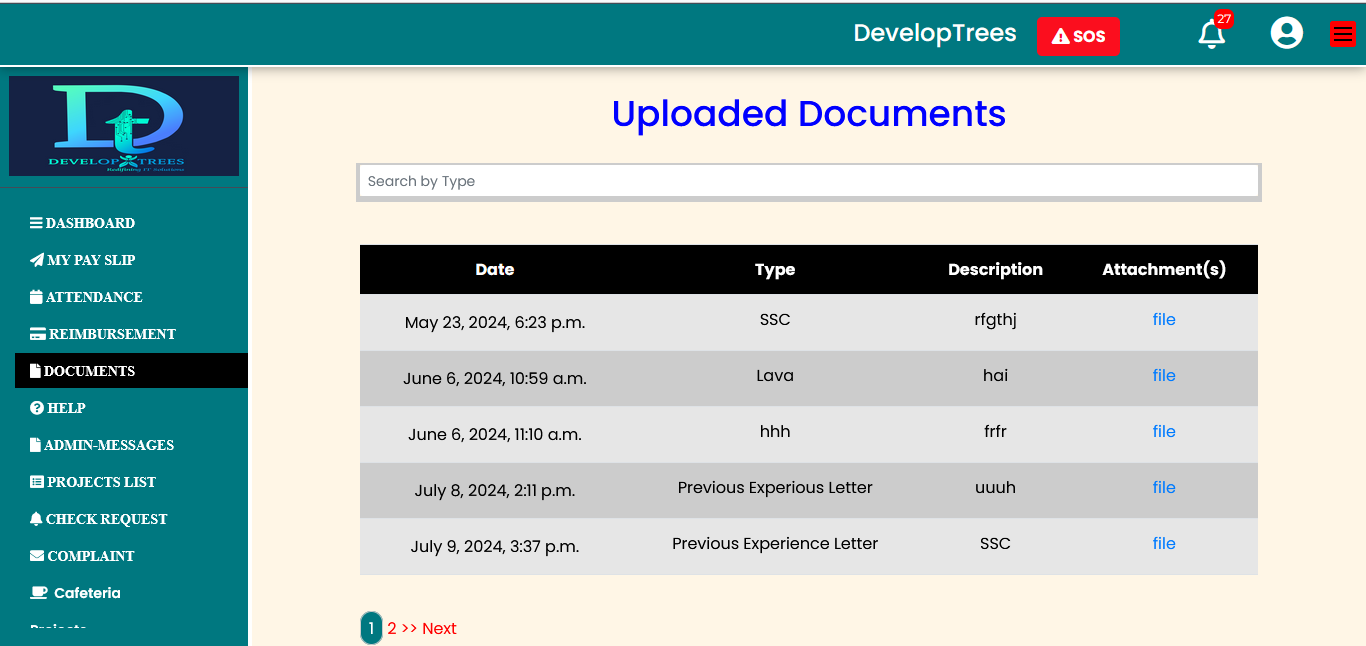 DevelopTrees
SOS
27
Dt
DEVELOP TREES
Redefining IT Solutions
DASHBOARD
MY PAY SLIP
ATTENDANCE
REIMBURSEMENT
DOCUMENTS
HELP
ADMIN-MESSAGES
PROJECTS LIST
CHECK REQUEST
COMPLAINT
Cafeteria
Uploaded Documents
Search by Type
Date Type Description Attachment(s)
May 23, 2024, 6:23 p.m. SSC rfgthj file
June 6, 2024, 10:59 a.m. Lava hai file
June 6, 2024, 11:10 a.m. hhh frfr file
July 8, 2024, 2:11 p.m. Previous Experious Letter uuuh file
July 9, 2024, 3:37 p.m. Previous Experience Letter SSC file
1 2 >> Next